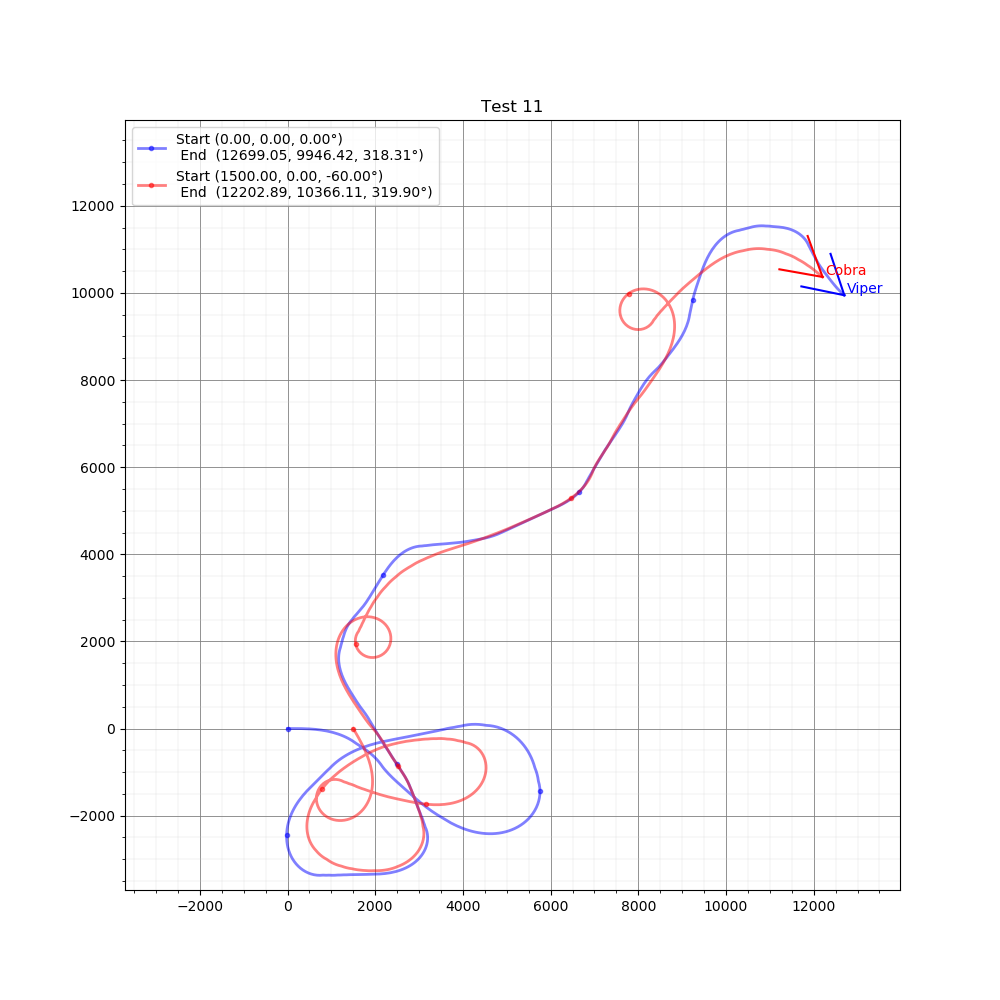 Test 11
Start (0.00, 0.00, 0.00°)
End (12699.05, 9946.42, 318.31°)
Start (1500.00, 0.00, -60.00°)
End (12202.89, 10366.11, 319.90°)
12000
10000
8000
6000
4000
2000
0
−2000
Cobra
Viper
−2000 0 2000 4000 6000 8000 10000 12000